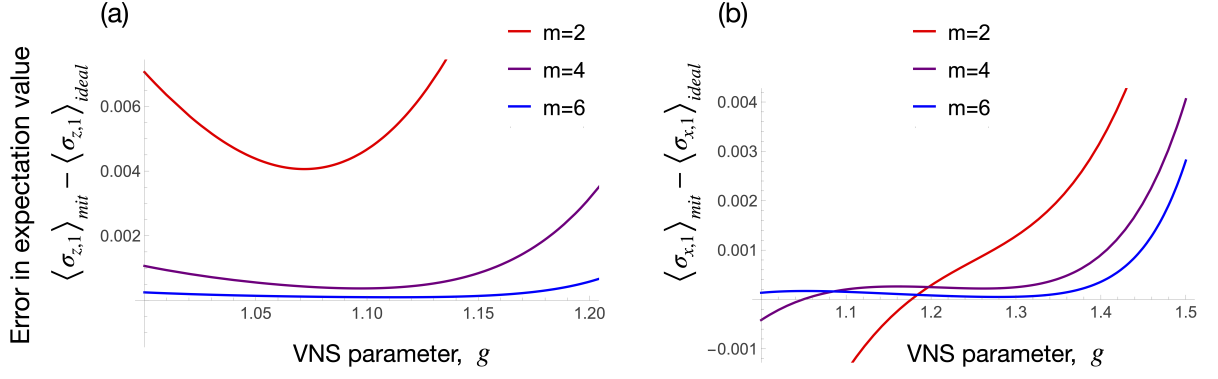 (a)
m=2
m=4
m=6
Error in expectation value
⟨σz,1⟩mit − ⟨σz,1⟩ideal
0.006
0.004
0.002
1.05
1.10
1.15
1.20
VNS parameter, g
(b)
m=2
m=4
m=6
⟨σx,1⟩mit − ⟨σx,1⟩ideal
0.004
0.003
0.002
0.001
−0.001
1.1
1.2
1.3
1.4
1.5
VNS parameter, g